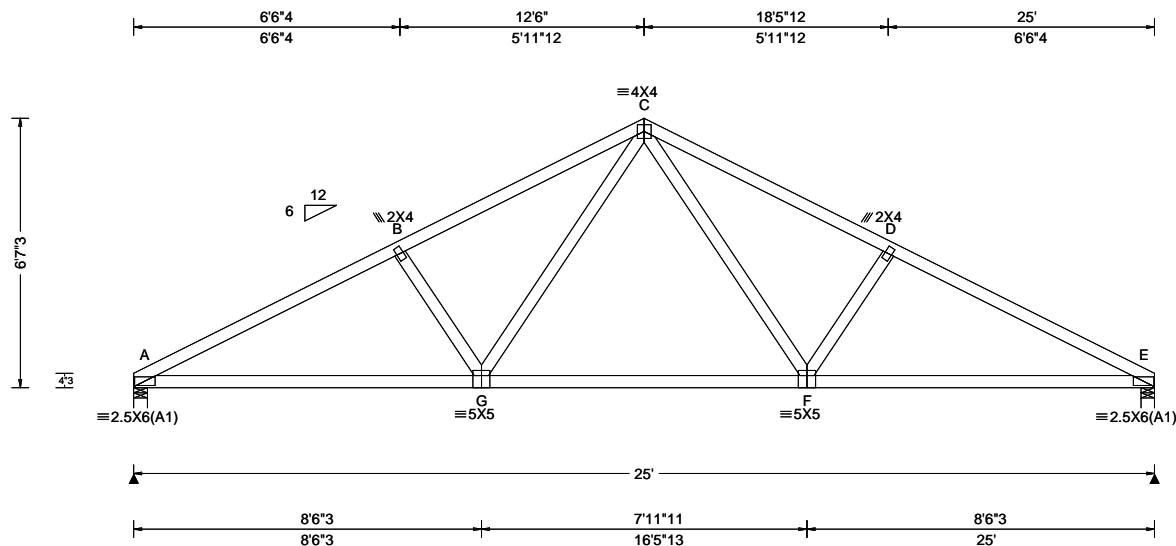 6'6"4 12'6" 18'5"12 25'
6'6"4 5'11"12 5'11"12 6'6"4
≡4X4
C
12
6
2X4
B
2X4
D
6'7"3
A
E
4"3
G
F
≡2.5X6(A1) ≡5X5 ≡5X5 ≡2.5X6(A1)
25'
8'6"3 7'11"11 8'6"3
8'6"3 16'5"13 25'